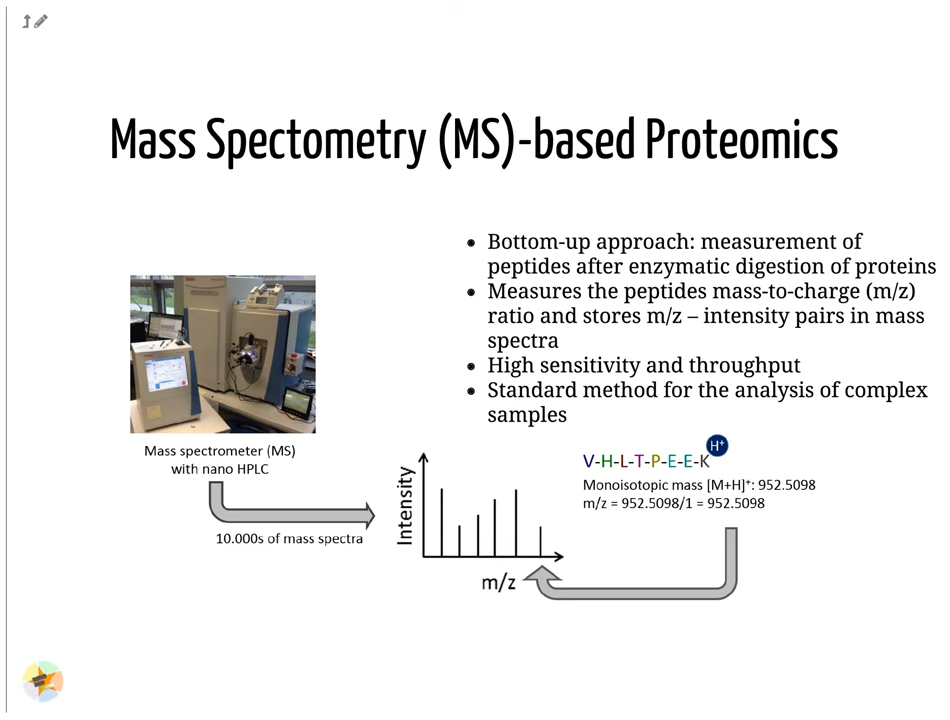 Mass Spectometry (MS)-based Proteomics
• Bottom-up approach: measurement of
peptides after enzymatic digestion of proteins
• Measures the peptides mass-to-charge (m/z)
ratio and stores m/z – intensity pairs in mass
spectra
• High sensitivity and throughput
• Standard method for the analysis of complex
samples
Mass spectrometer (MS)
with nano HPLC
10.000s of mass spectra
Intensity
m/z
H⁺
V-H-L-T-P-E-E-K
Monoisotopic mass [M+H]⁺: 952.5098
m/z = 952.5098/1 = 952.5098